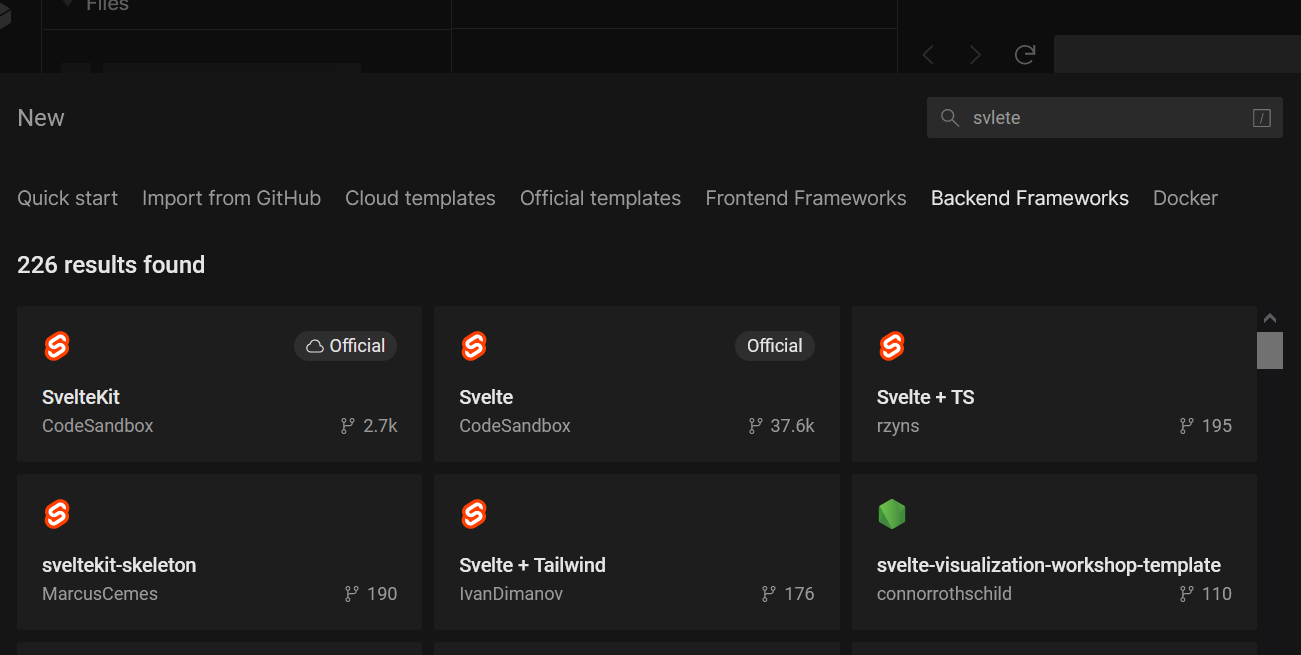 Files
New
svlete
/
Quick start Import from GitHub Cloud templates Official templates Frontend Frameworks Backend Frameworks Docker
226 results found
Official
SvelteKit
CodeSandbox 2.7k
Official
Svelte
CodeSandbox 37.6k
Svelte + TS
rzyns 195
sveltekit-skeleton
MarcusCemes 190
Svelte + Tailwind
IvanDimanov 176
svelte-visualization-workshop-template
connorrothschild 110